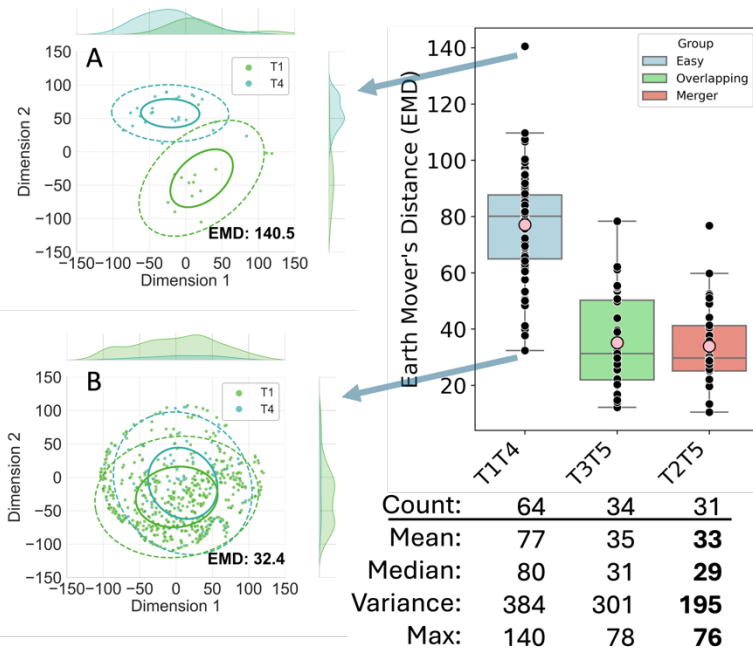 A
T1
T4
150
100
50
0
−50
−100
−150
−150
−100
−50
0
50
100
150
Dimension 2
Dimension 1
EMD: 140.5
B
T1
T4
150
100
50
0
−50
−100
−150
−150
−100
−50
0
50
100
150
Dimension 2
Dimension 1
EMD: 32.4
Earth Mover's Distance (EMD)
140
120
100
80
60
40
20
Group
Easy
Overlapping
Merger
T1T4
T3T5
T2T5
Count: 64 34 31
Mean: 77 35 33
Median: 80 31 29
Variance: 384 301 195
Max: 140 78 76